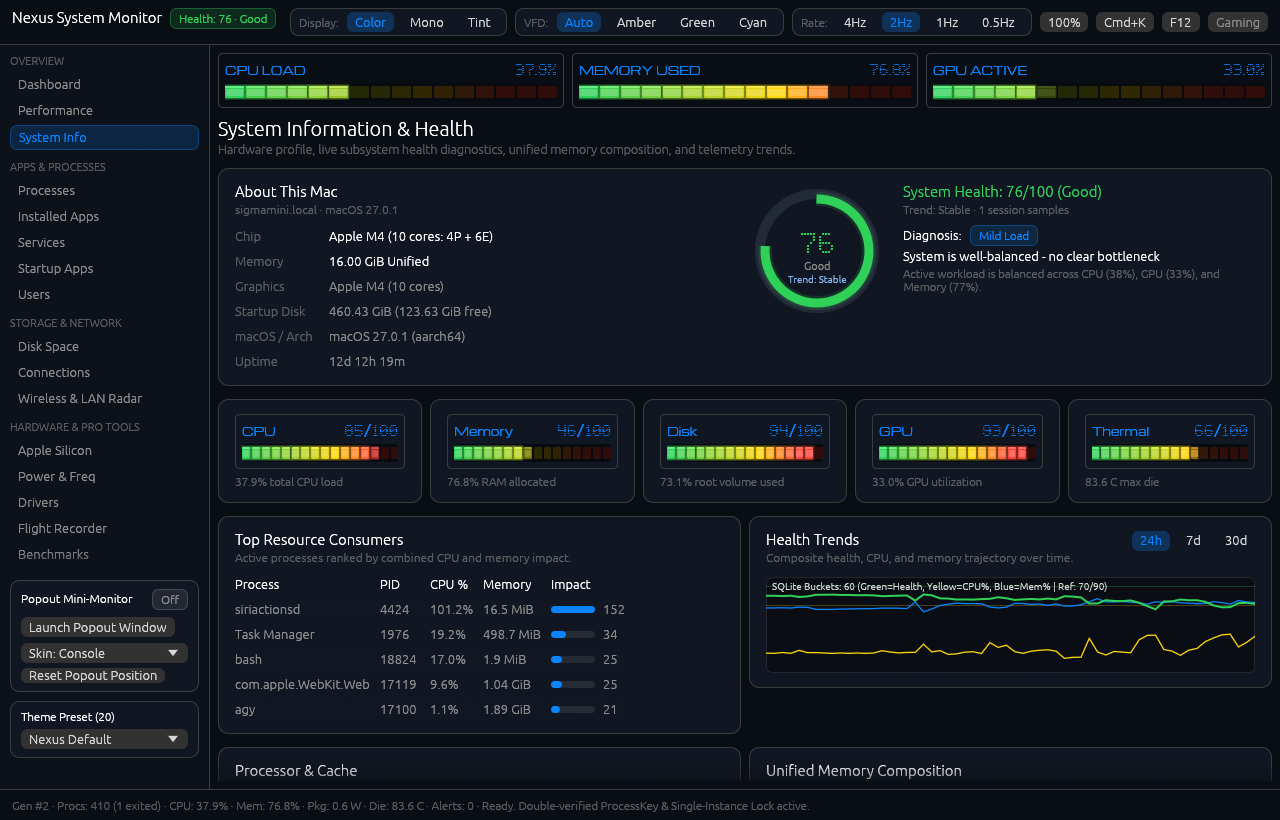 Nexus System Monitor
Health: 76 · Good
Display: Color Mono Tint
VFD: Auto Amber Green Cyan
Rate: 4Hz 2Hz 1Hz 0.5Hz
100% Cmd+K F12 Gaming
OVERVIEW
Dashboard
Performance
System Info
APPS & PROCESSES
Processes
Installed Apps
Services
Startup Apps
Users
STORAGE & NETWORK
Disk Space
Connections
Wireless & LAN Radar
HARDWARE & PRO TOOLS
Apple Silicon
Power & Freq
Drivers
Flight Recorder
Benchmarks
Popout Mini-Monitor Off
Launch Popout Window
Skin: Console
Reset Popout Position
Theme Preset (20)
Nexus Default
CPU LOAD 37.9%
MEMORY USED 76.8%
GPU ACTIVE 33.0%
System Information & Health
Hardware profile, live subsystem health diagnostics, unified memory composition, and telemetry trends.
About This Mac
sigmamini.local · macOS 27.0.1
Chip Apple M4 (10 cores: 4P + 6E)
Memory 16.00 GiB Unified
Graphics Apple M4 (10 cores)
Startup Disk 460.43 GiB (123.63 GiB free)
macOS / Arch macOS 27.0.1 (aarch64)
Uptime 12d 12h 19m
76
Good
Trend: Stable
System Health: 76/100 (Good)
Trend: Stable · 1 session samples
Diagnosis: Mild Load
System is well-balanced - no clear bottleneck
Active workload is balanced across CPU (38%), GPU (33%), and
Memory (77%).
CPU 85/100
37.9% total CPU load
Memory 46/100
76.8% RAM allocated
Disk 94/100
73.1% root volume used
GPU 93/100
33.0% GPU utilization
Thermal 66/100
83.6 C max die
Top Resource Consumers
Active processes ranked by combined CPU and memory impact.
Process PID CPU % Memory Impact
siriactionsd 4424 101.2% 16.5 MiB 152
Task Manager 1976 19.2% 498.7 MiB 34
bash 18824 17.0% 1.9 MiB 25
com.apple.WebKit.Web 17119 9.6% 1.04 GiB 25
agy 17100 1.1% 1.89 GiB 21
Health Trends
24h 7d 30d
Composite health, CPU, and memory trajectory over time.
SQLite Buckets: 60 (Green=Health, Yellow=CPU%, Blue=Mem% | Ref: 70/90)
Processor & Cache
Unified Memory Composition
Gen #2 · Procs: 410 (1 exited) · CPU: 37.9% · Mem: 76.8% · Pkg: 0.6 W · Die: 83.6 C · Alerts: 0 · Ready. Double-verified ProcessKey & Single-Instance Lock active.